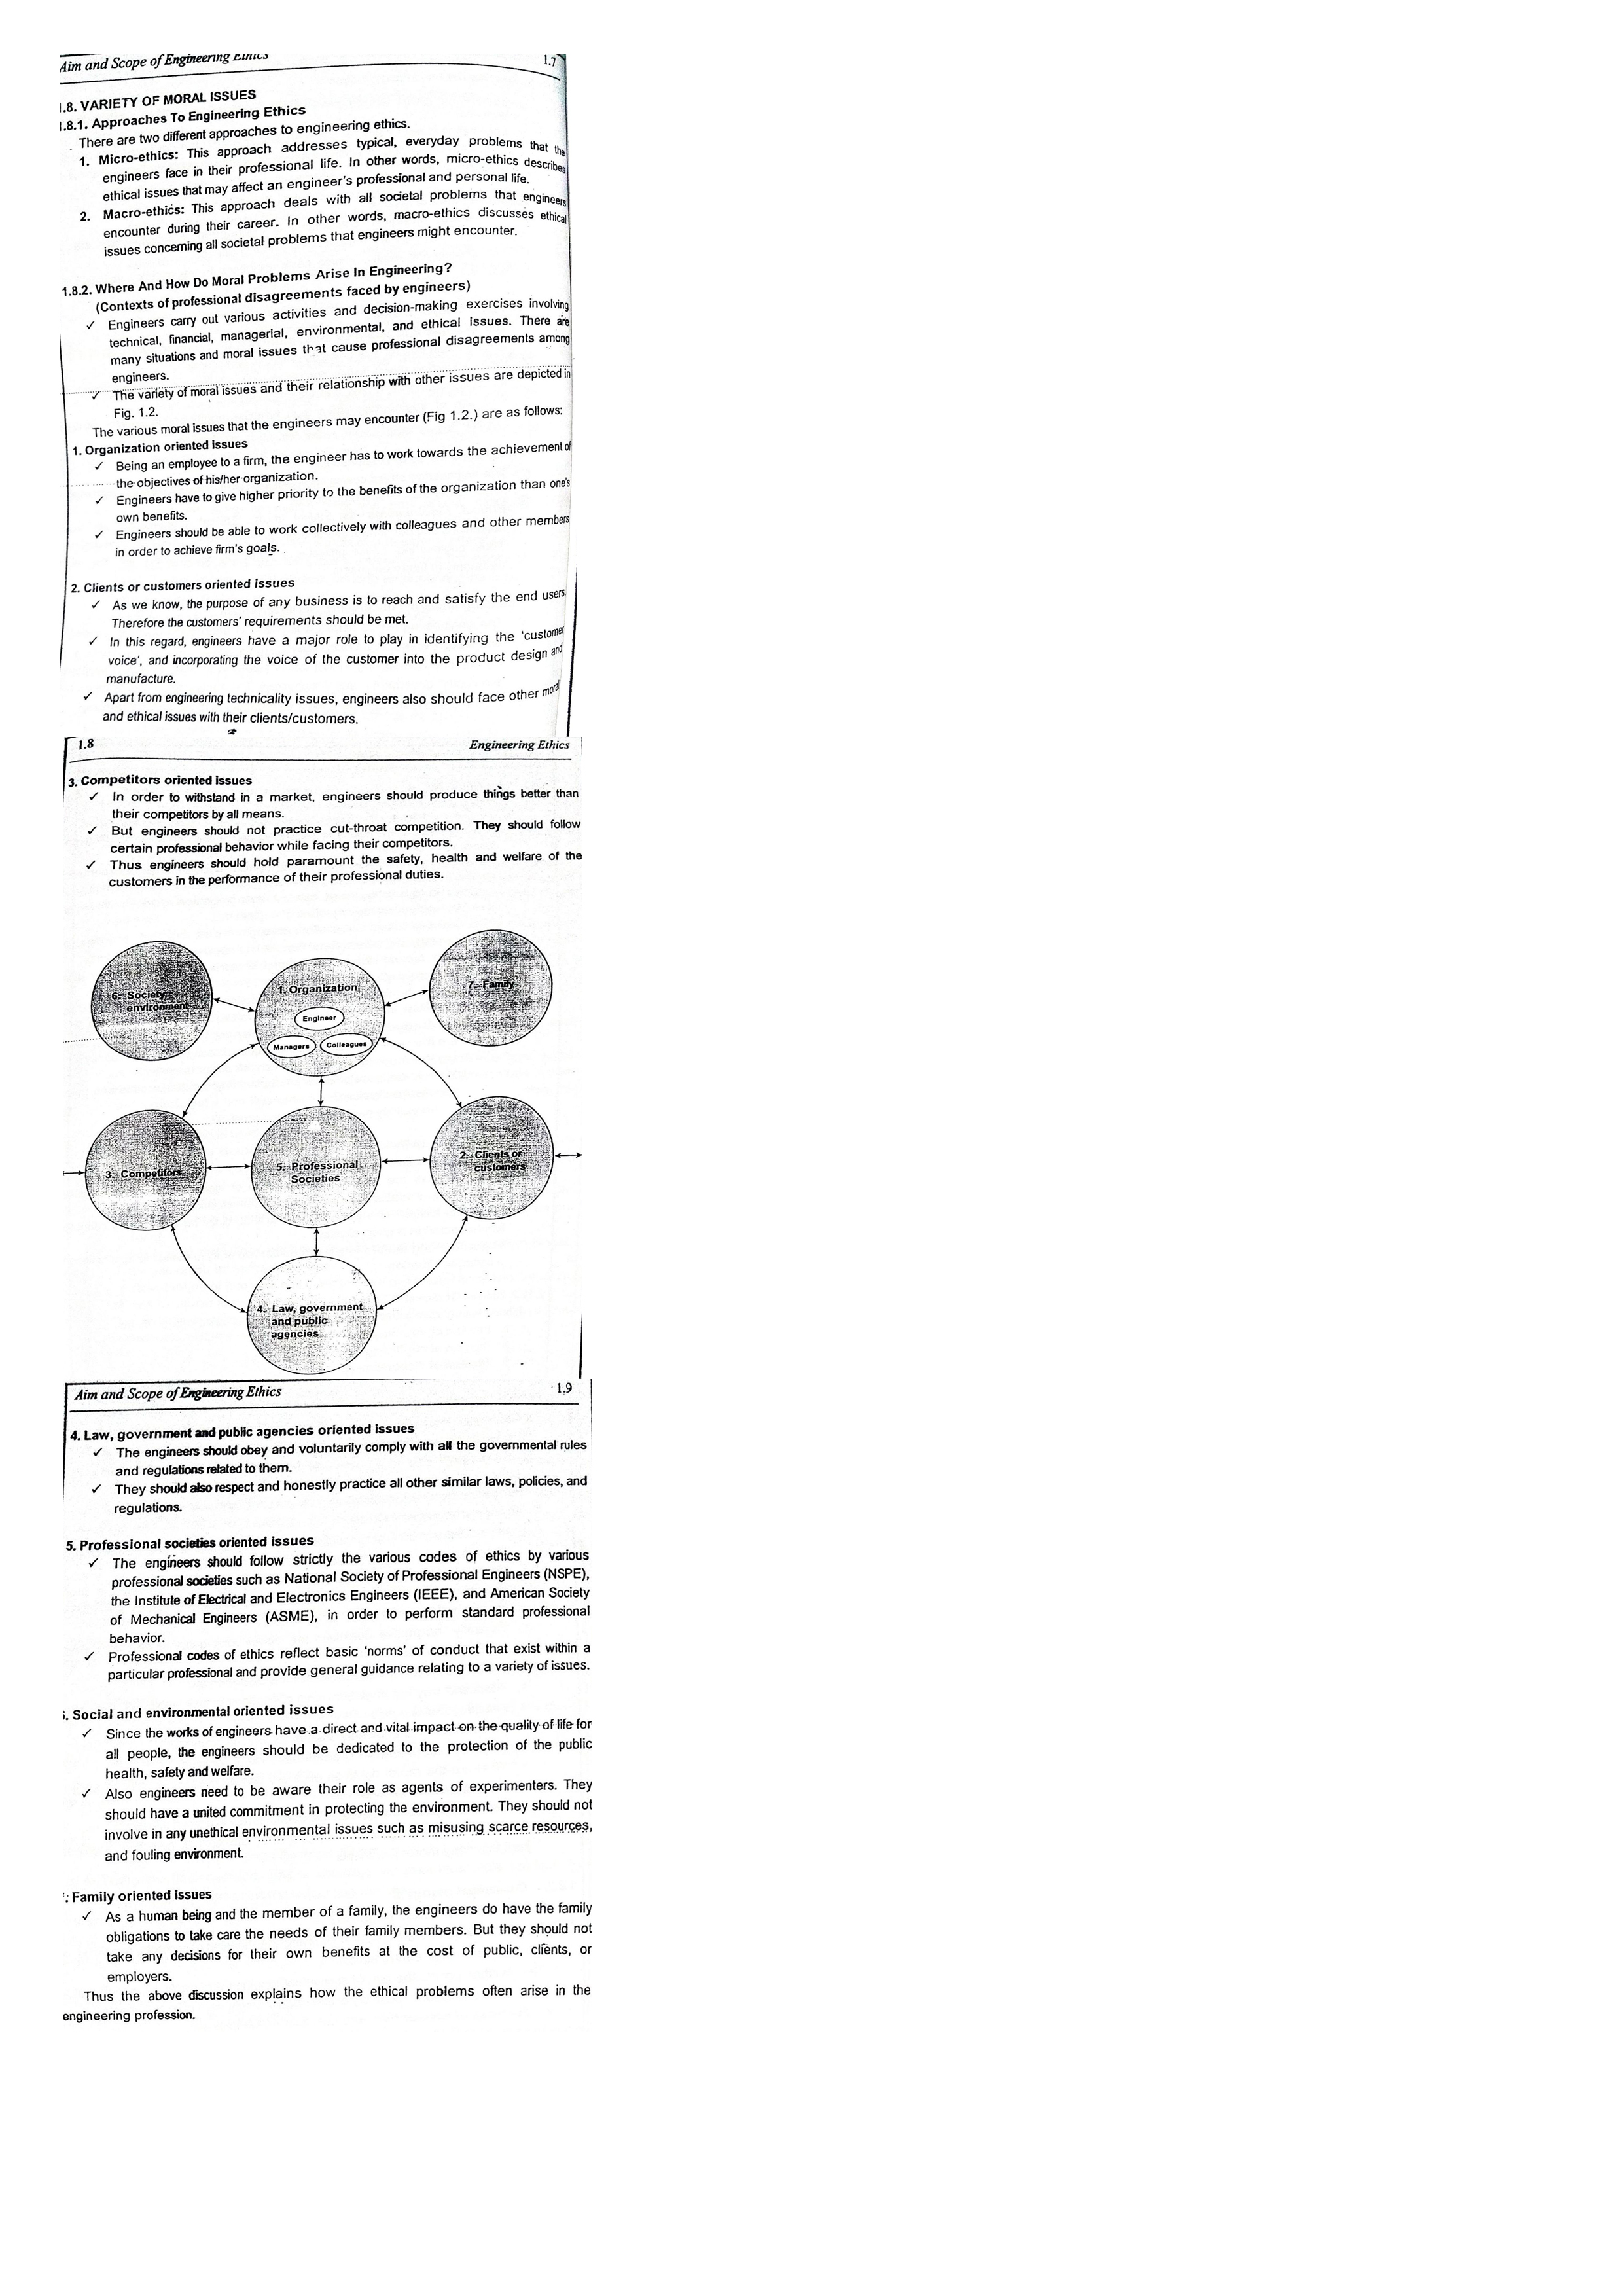 Aim and Scope of Engineering Ethics
1.7
1.8. VARIETY OF MORAL ISSUES
1.8.1. Approaches To Engineering Ethics
There are two different approaches to engineering ethics.
1. Micro-ethics: This approach addresses typical, everyday problems that the
engineers face in their professional life. In other words, micro-ethics describes
ethical issues that may affect an engineer's professional and personal life.
2. Macro-ethics: This approach deals with all societal problems that engineers
encounter during their career. In other words, macro-ethics discusses ethical
issues concerning all societal problems that engineers might encounter.
1.8.2. Where And How Do Moral Problems Arise In Engineering?
(Contexts of professional disagreements faced by engineers)
✓ Engineers carry out various activities and decision-making exercises involving
technical, financial, managerial, environmental, and ethical issues. There are
many situations and moral issues that cause professional disagreements among
engineers.
✓ The variety of moral issues and their relationship with other issues are depicted in
Fig. 1.2.
The various moral issues that the engineers may encounter (Fig 1.2.) are as follows:
1. Organization oriented issues
✓ Being an employee to a firm, the engineer has to work towards the achievement of
the objectives of his/her organization.
✓ Engineers have to give higher priority to the benefits of the organization than one's
own benefits.
✓ Engineers should be able to work collectively with colleagues and other members
in order to achieve firm's goals.
2. Clients or customers oriented issues
✓ As we know, the purpose of any business is to reach and satisfy the end users.
Therefore the customers' requirements should be met.
✓ In this regard, engineers have a major role to play in identifying the 'customer
voice', and incorporating the voice of the customer into the product design and
manufacture.
✓ Apart from engineering technicality issues, engineers also should face other moral
and ethical issues with their clients/customers.
1.8
Engineering Ethics
3. Competitors oriented issues
✓ In order to withstand in a market, engineers should produce things better than
their competitors by all means.
✓ But engineers should not practice cut-throat competition. They should follow
certain professional behavior while facing their competitors.
✓ Thus engineers should hold paramount the safety, health and welfare of the
customers in the performance of their professional duties.
6. Society
environment
1. Organization
Engineer
Managers
Colleagues
7. Family
3. Competitors
5. Professional
Societies
2. Clients or
customers
4. Law, government
and public
agencies
Aim and Scope of Engineering Ethics
1.9
4. Law, government and public agencies oriented issues
✓ The engineers should obey and voluntarily comply with all the governmental rules
and regulations related to them.
✓ They should also respect and honestly practice all other similar laws, policies, and
regulations.
5. Professional societies oriented issues
✓ The engineers should follow strictly the various codes of ethics by various
professional societies such as National Society of Professional Engineers (NSPE),
the Institute of Electrical and Electronics Engineers (IEEE), and American Society
of Mechanical Engineers (ASME), in order to perform standard professional
behavior.
✓ Professional codes of ethics reflect basic 'norms' of conduct that exist within a
particular professional and provide general guidance relating to a variety of issues.
. Social and environmental oriented issues
✓ Since the works of engineers have a direct and vital impact on the quality of life for
all people, the engineers should be dedicated to the protection of the public
health, safety and welfare.
✓ Also engineers need to be aware their role as agents of experimenters. They
should have a united commitment in protecting the environment. They should not
involve in any unethical environmental issues such as misusing scarce resources,
and fouling environment.
. Family oriented issues
✓ As a human being and the member of a family, the engineers do have the family
obligations to take care the needs of their family members. But they should not
take any decisions for their own benefits at the cost of public, clients, or
employers.
Thus the above discussion explains how the ethical problems often arise in the
engineering profession.